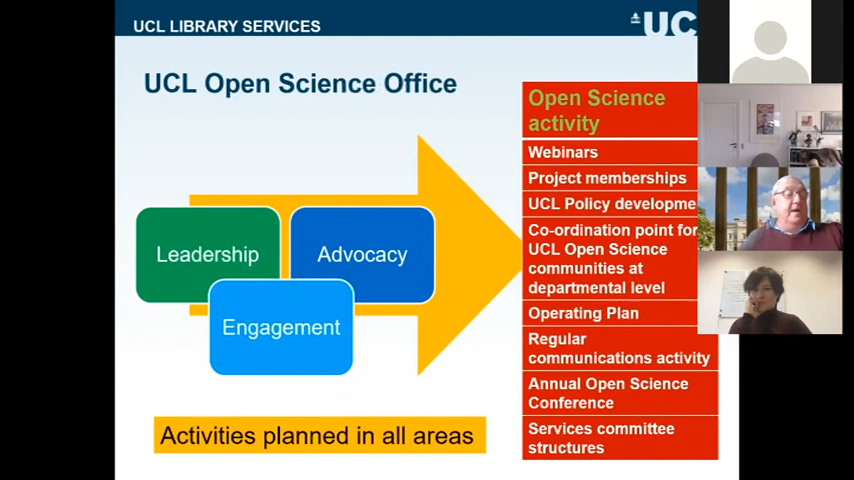 UCL LIBRARY SERVICES
UC
UCL Open Science Office
Leadership
Advocacy
Engagement
Activities planned in all areas
Open Science
activity
Webinars
Project memberships
UCL Policy developme
Co-ordination point for
UCL Open Science
communities at
departmental level
Operating Plan
Regular
communications activity
Annual Open Science
Conference
Services committee
structures